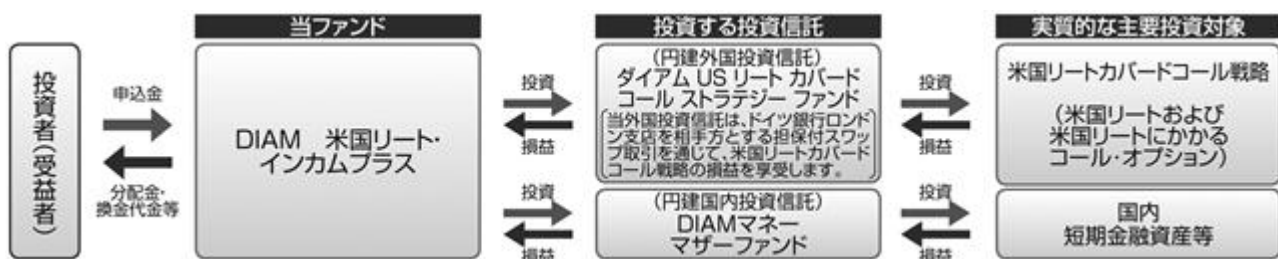 当ファンド
投資する投資信託
実質的な主要投資対象
投資者(受益者)
申込金
分配金・
換金代金等
DIAM 米国リート・
インカムプラス
投資
損益
投資
損益
(円建外国投資信託)
ダイアム US リート カバード
コール ストラテジー ファンド
当外国投資信託は、ドイツ銀行ロンド
ン支店を相手方とする担保付スワッ
プ取引を通じて、米国リートカバード
コール戦略の損益を享受します。
(円建国内投資信託)
DIAMマネー
マザーファンド
投資
損益
投資
損益
米国リートカバードコール戦略
(米国リートおよび
米国リートにかかる
コール・オプション)
国内
短期金融資産等